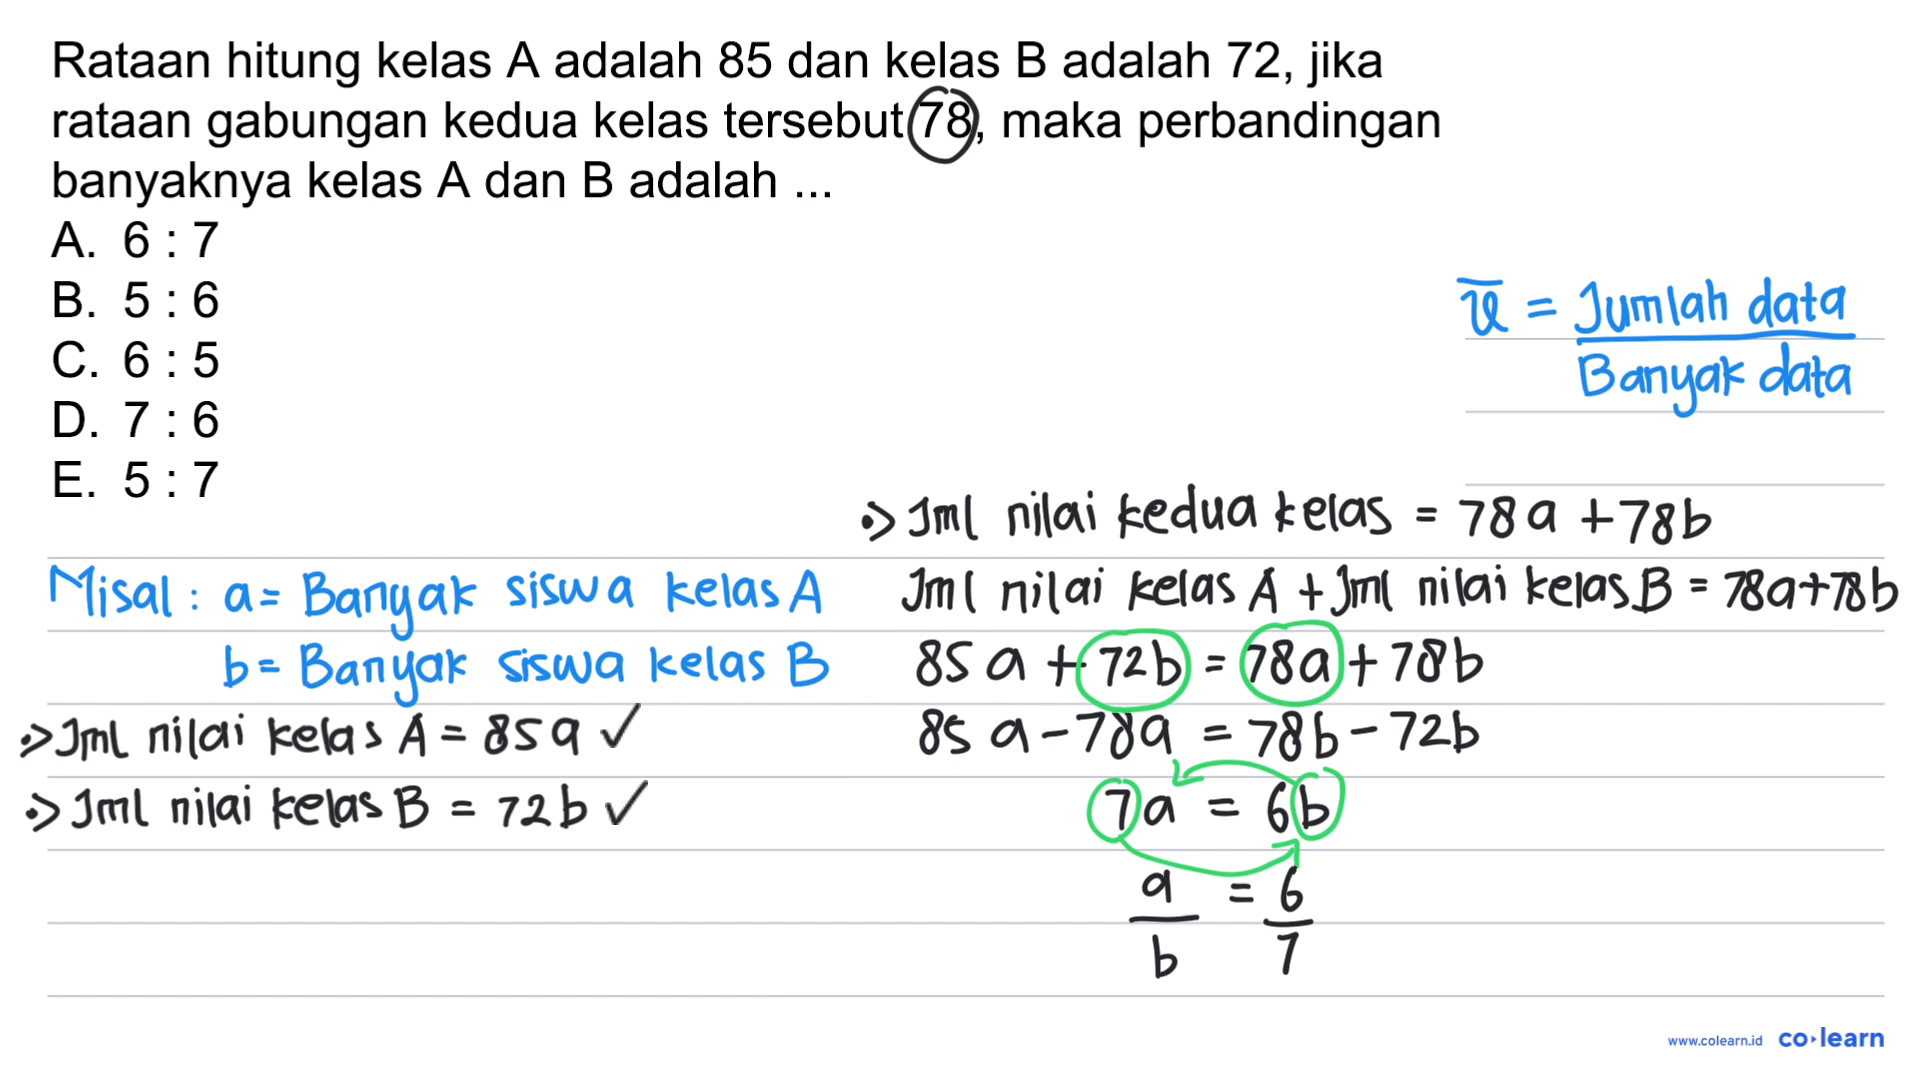 Rataan hitung kelas A adalah 85 dan kelas B adalah 72, jika
rataan gabungan kedua kelas tersebut 78, maka perbandingan
banyaknya kelas A dan B adalah ...
A. 6 : 7
B. 5 : 6
C. 6 : 5
D. 7 : 6
E. 5 : 7
x̄ = Jumlah data
Banyak data
Misal : a = Banyak siswa kelas A
b = Banyak siswa kelas B
•> Jml nilai kelas A = 85a ✓
•> Jml nilai kelas B = 72b ✓
•> Jml nilai kedua kelas = 78a + 78b
Jml nilai kelas A + Jml nilai kelas B = 78a+78b
85a + 72b = 78a + 78b
85a - 78a = 78b - 72b
7a = 6b
a = 6
b 7
www.colearn.id co·learn